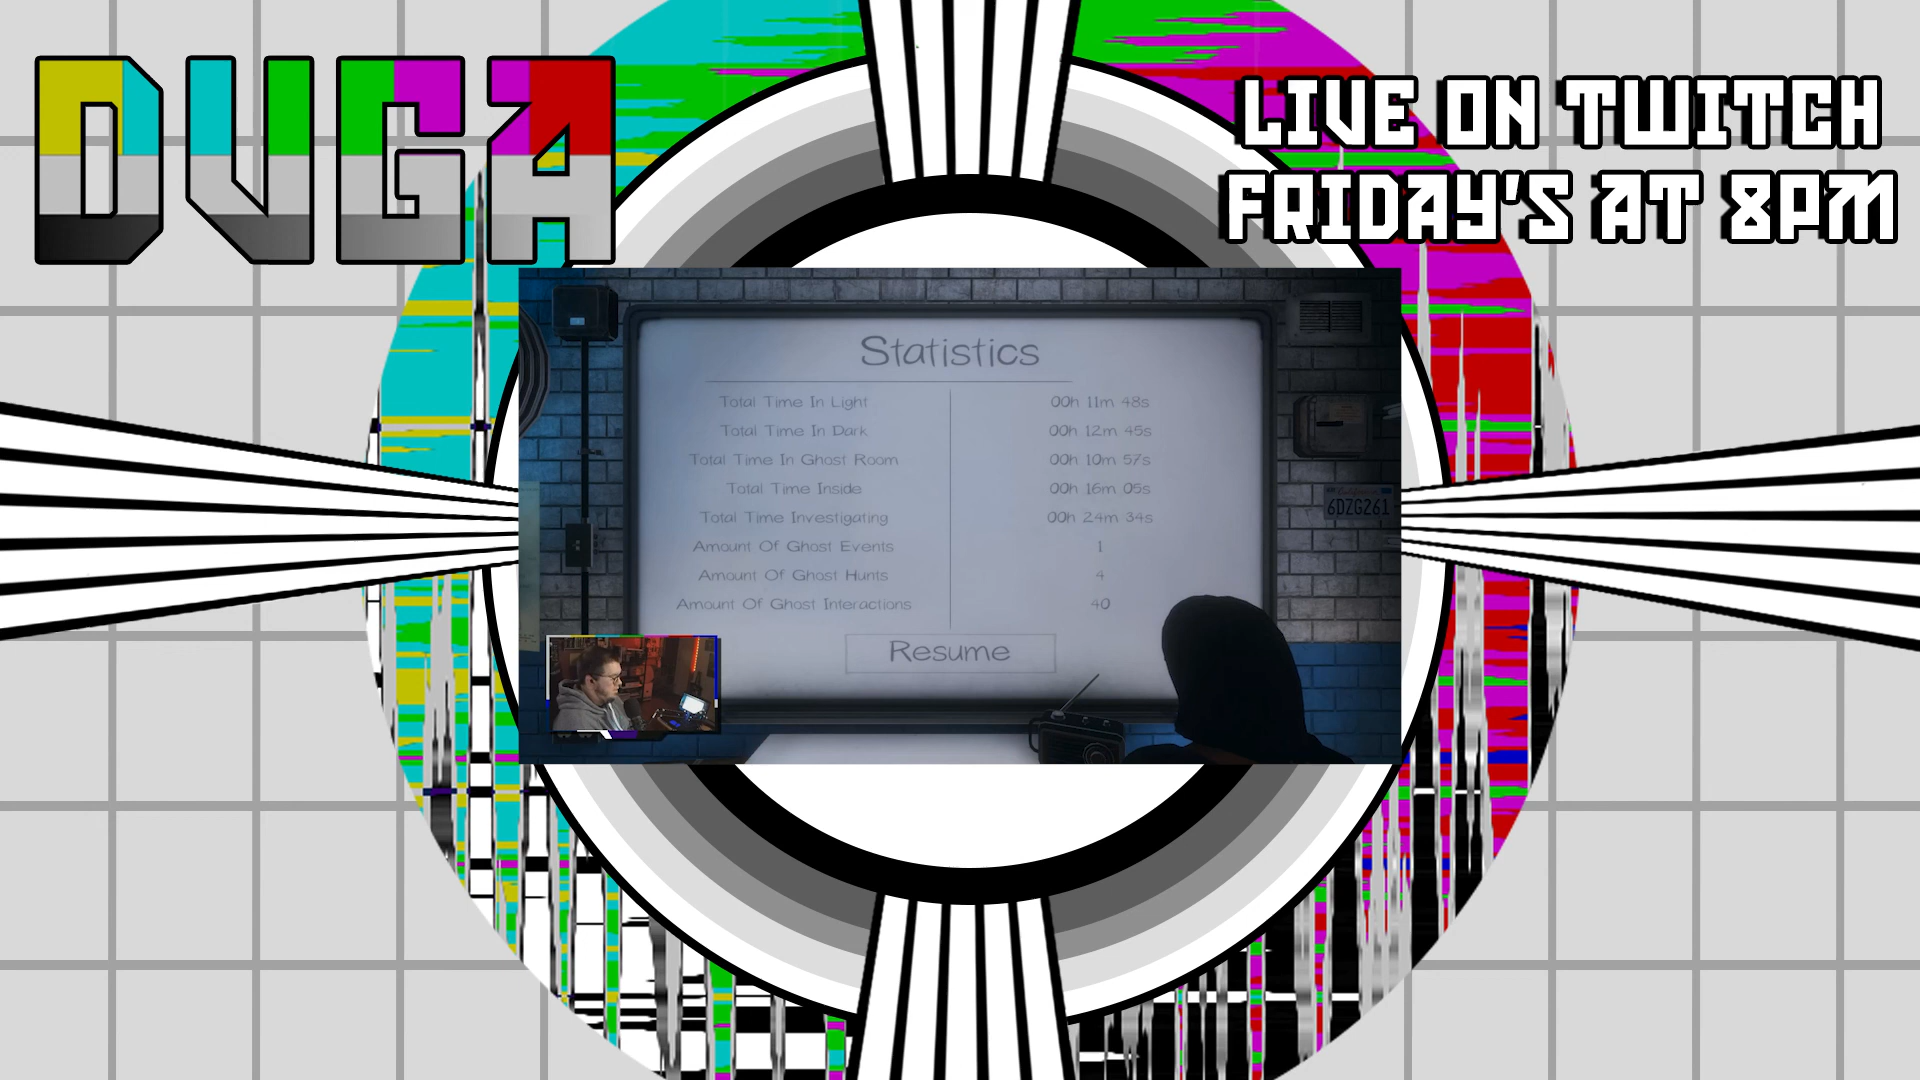 DVGA
LIVE ON TWITCH
FRIDAY'S AT 8PM
Statistics
Total Time In Light 00h 11m 48s
Total Time In Dark 00h 12m 45s
Total Time In Ghost Room 00h 10m 57s
Total Time Inside 00h 16m 05s
Total Time Investigating 00h 24m 34s
Amount Of Ghost Events 1
Amount Of Ghost Hunts 4
Amount Of Ghost Interactions 40
Resume
6DZG261